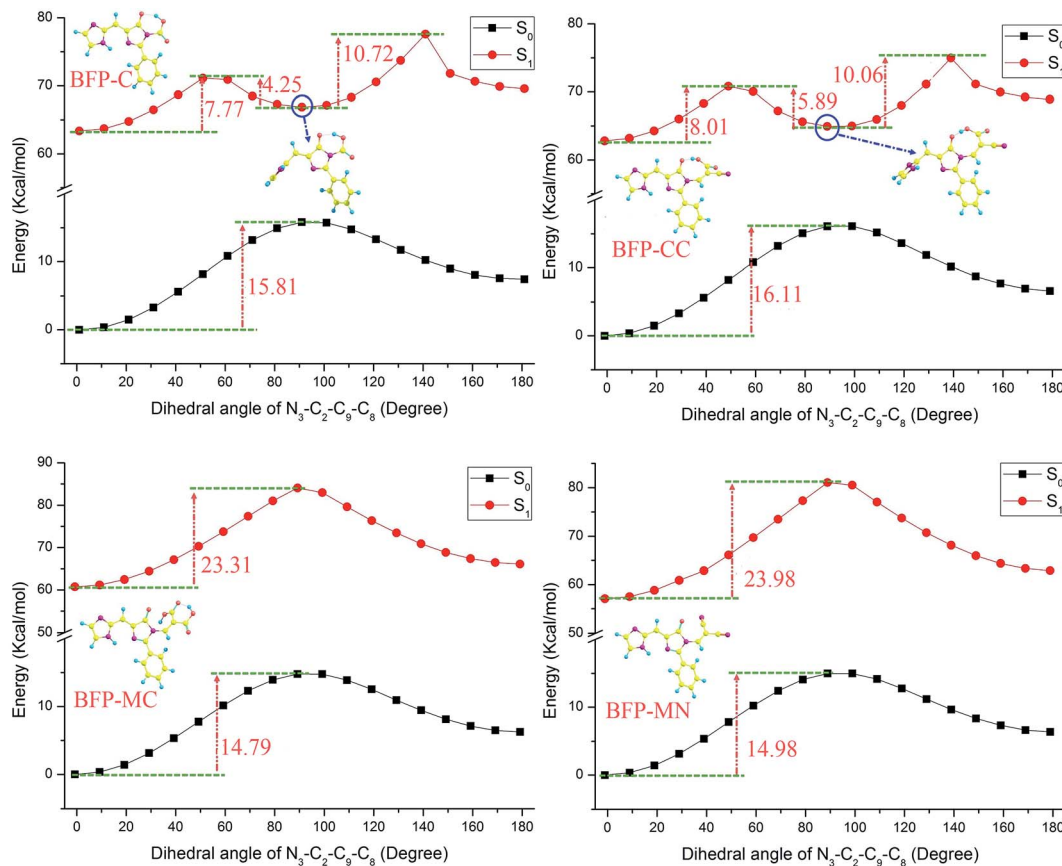 80
70
60
10
0
Energy (Kcal/mol)
BFP-C
S₀
S₁
7.77
4.25
10.72
15.81
0 20 40 60 80 100 120 140 160 180
Dihedral angle of N₃-C₂-C₉-C₈ (Degree)
80
70
60
10
0
Energy (Kcal/mol)
S
S
8.01
5.89
10.06
BFP-CC
16.11
0 20 40 60 80 100 120 140 160 180
Dihedral angle of N₃-C₂-C₉-C₈ (Degree)
90
80
70
60
50
10
0
Energy (Kcal/mol)
S₀
S₁
23.31
BFP-MC
14.79
0 20 40 60 80 100 120 140 160 180
Dihedral angle of N₃-C₂-C₉-C₈ (Degree)
80
70
60
50
10
0
Energy (Kcal/mol)
S₀
S₁
23.98
BFP-MN
14.98
0 20 40 60 80 100 120 140 160 180
Dihedral angle of N₃-C₂-C₉-C₈ (Degree)